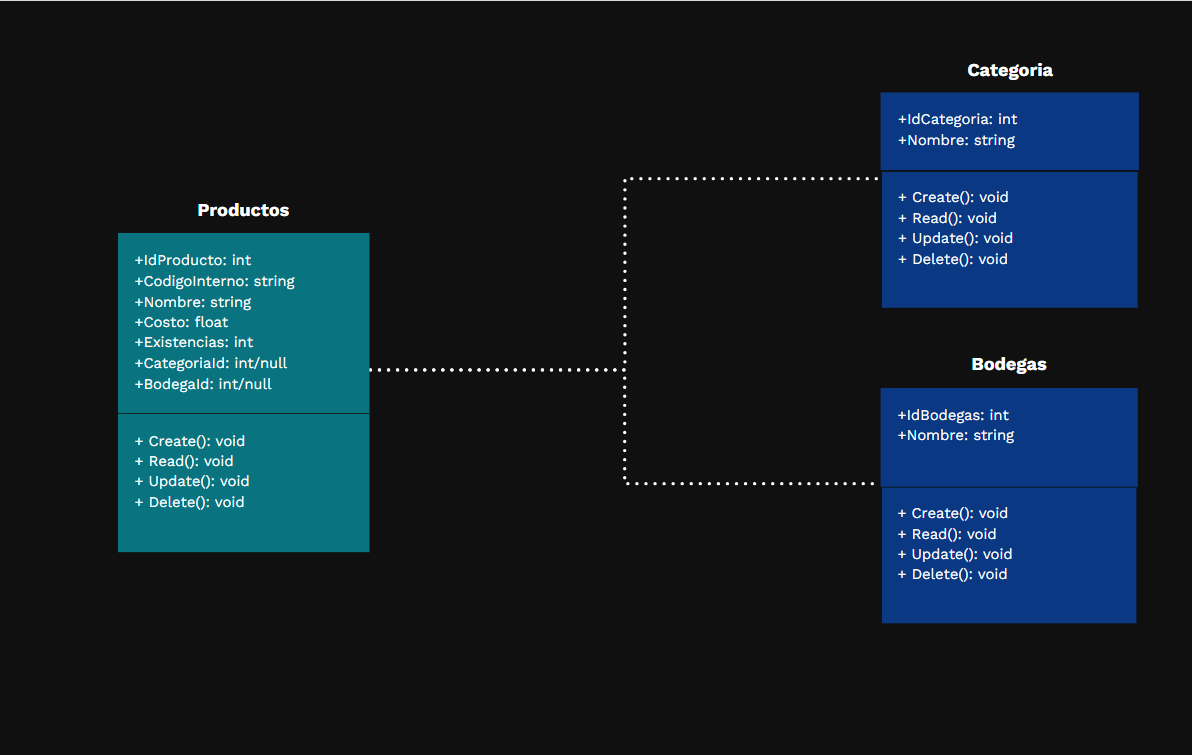 Productos
+IdProducto: int
+CodigoInterno: string
+Nombre: string
+Costo: float
+Existencias: int
+CategoriaId: int/null
+BodegaId: int/null
+ Create(): void
+ Read(): void
+ Update(): void
+ Delete(): void
Categoria
+IdCategoria: int
+Nombre: string
+ Create(): void
+ Read(): void
+ Update(): void
+ Delete(): void
Bodegas
+IdBodegas: int
+Nombre: string
+ Create(): void
+ Read(): void
+ Update(): void
+ Delete(): void